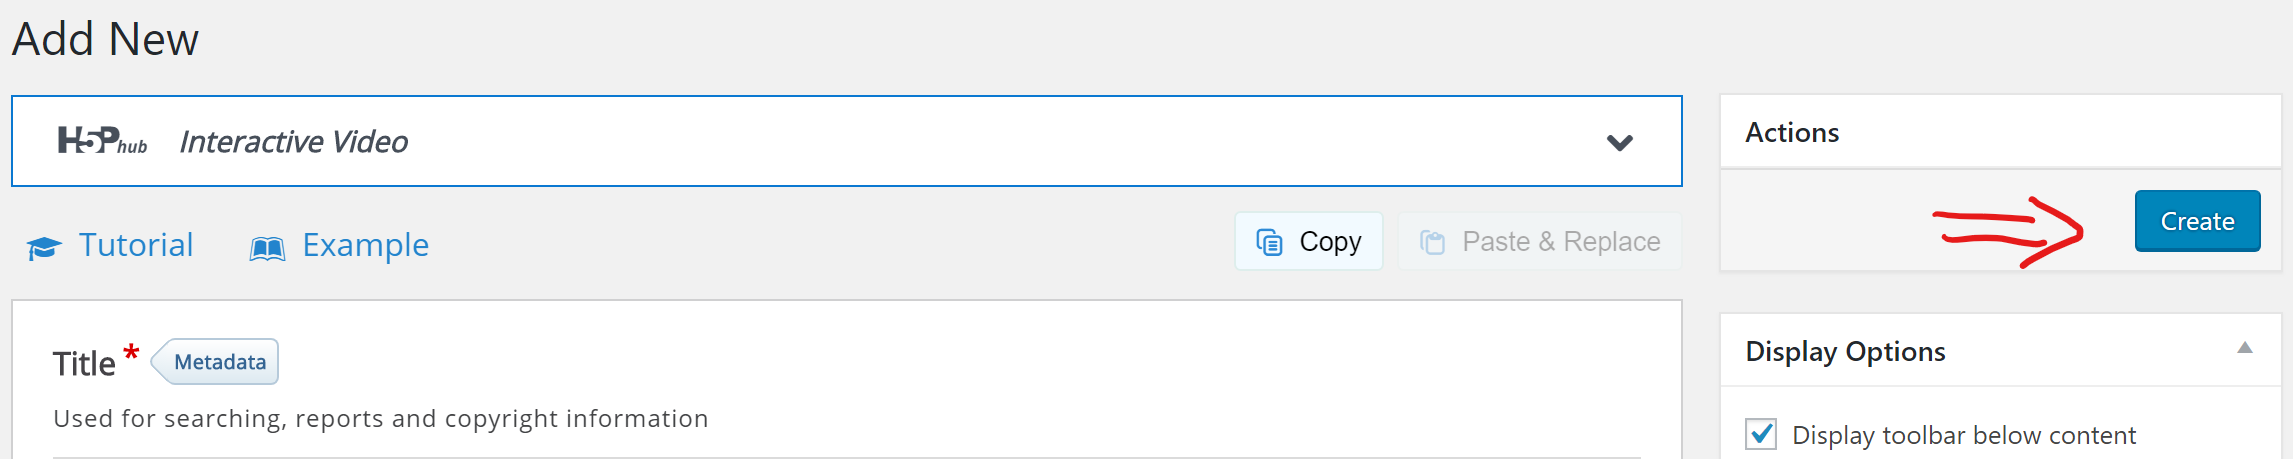 Add New
H5P hub Interactive Video
Tutorial Example Copy Paste & Replace
Title * Metadata
Used for searching, reports and copyright information
Actions
Create
Display Options
Display toolbar below content